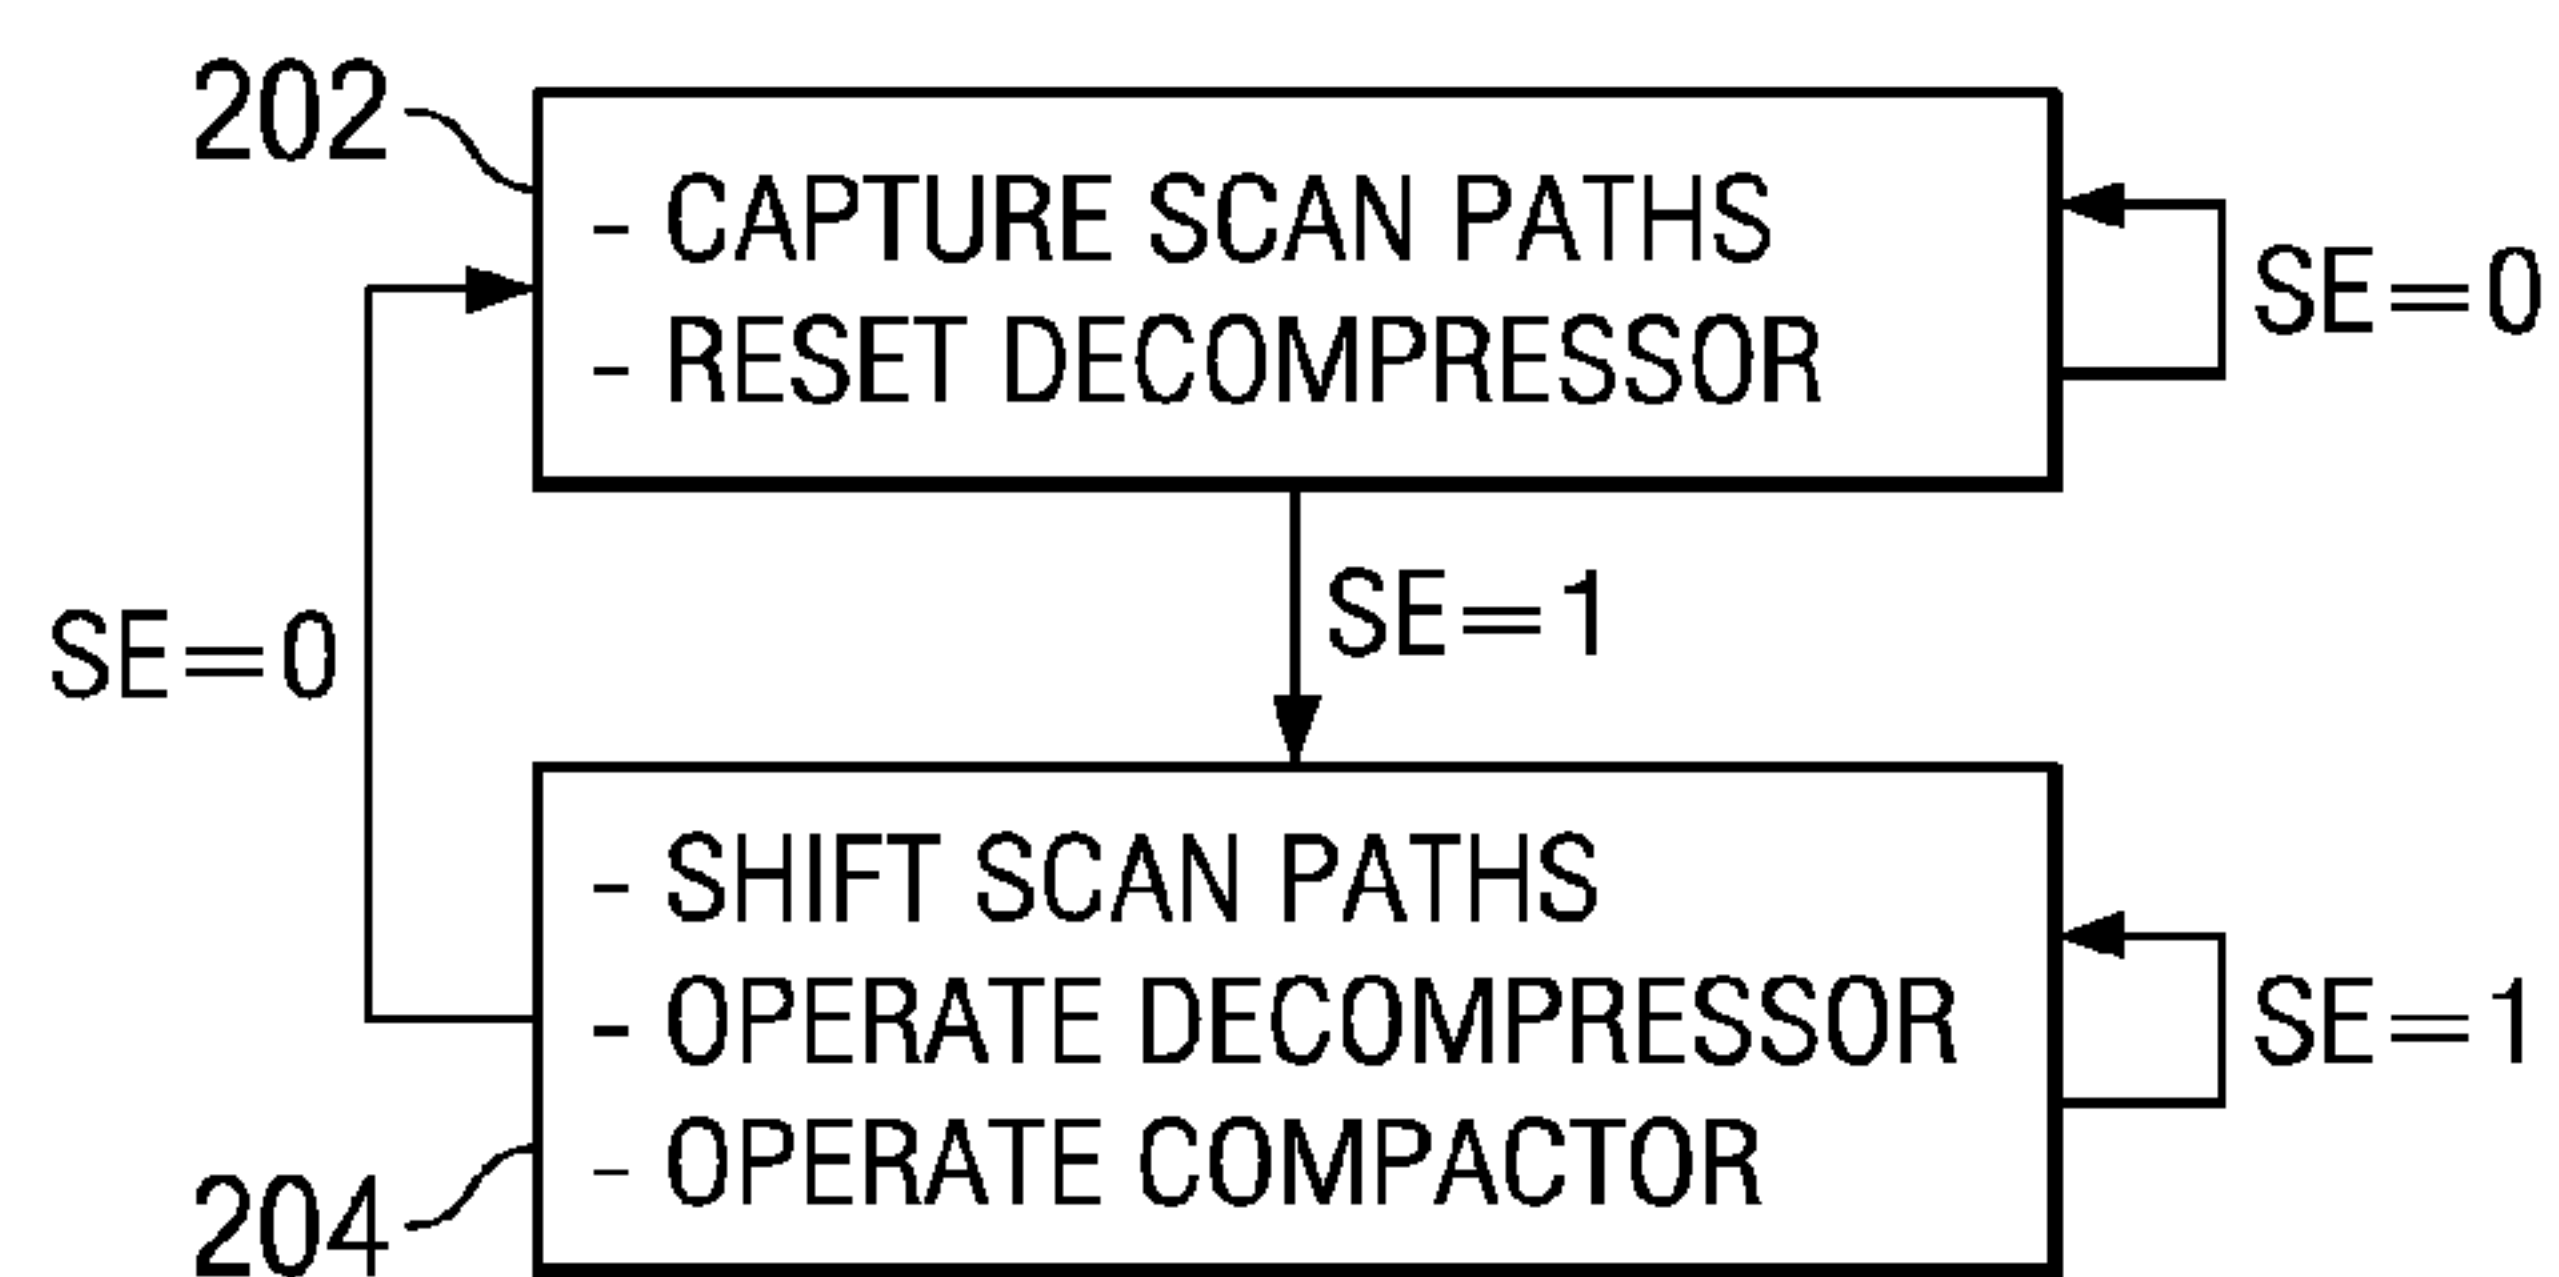 202
- CAPTURE SCAN PATHS
- RESET DECOMPRESSOR
SE=0
SE=0
SE=1
- SHIFT SCAN PATHS
- OPERATE DECOMPRESSOR
- OPERATE COMPACTOR
SE=1
204